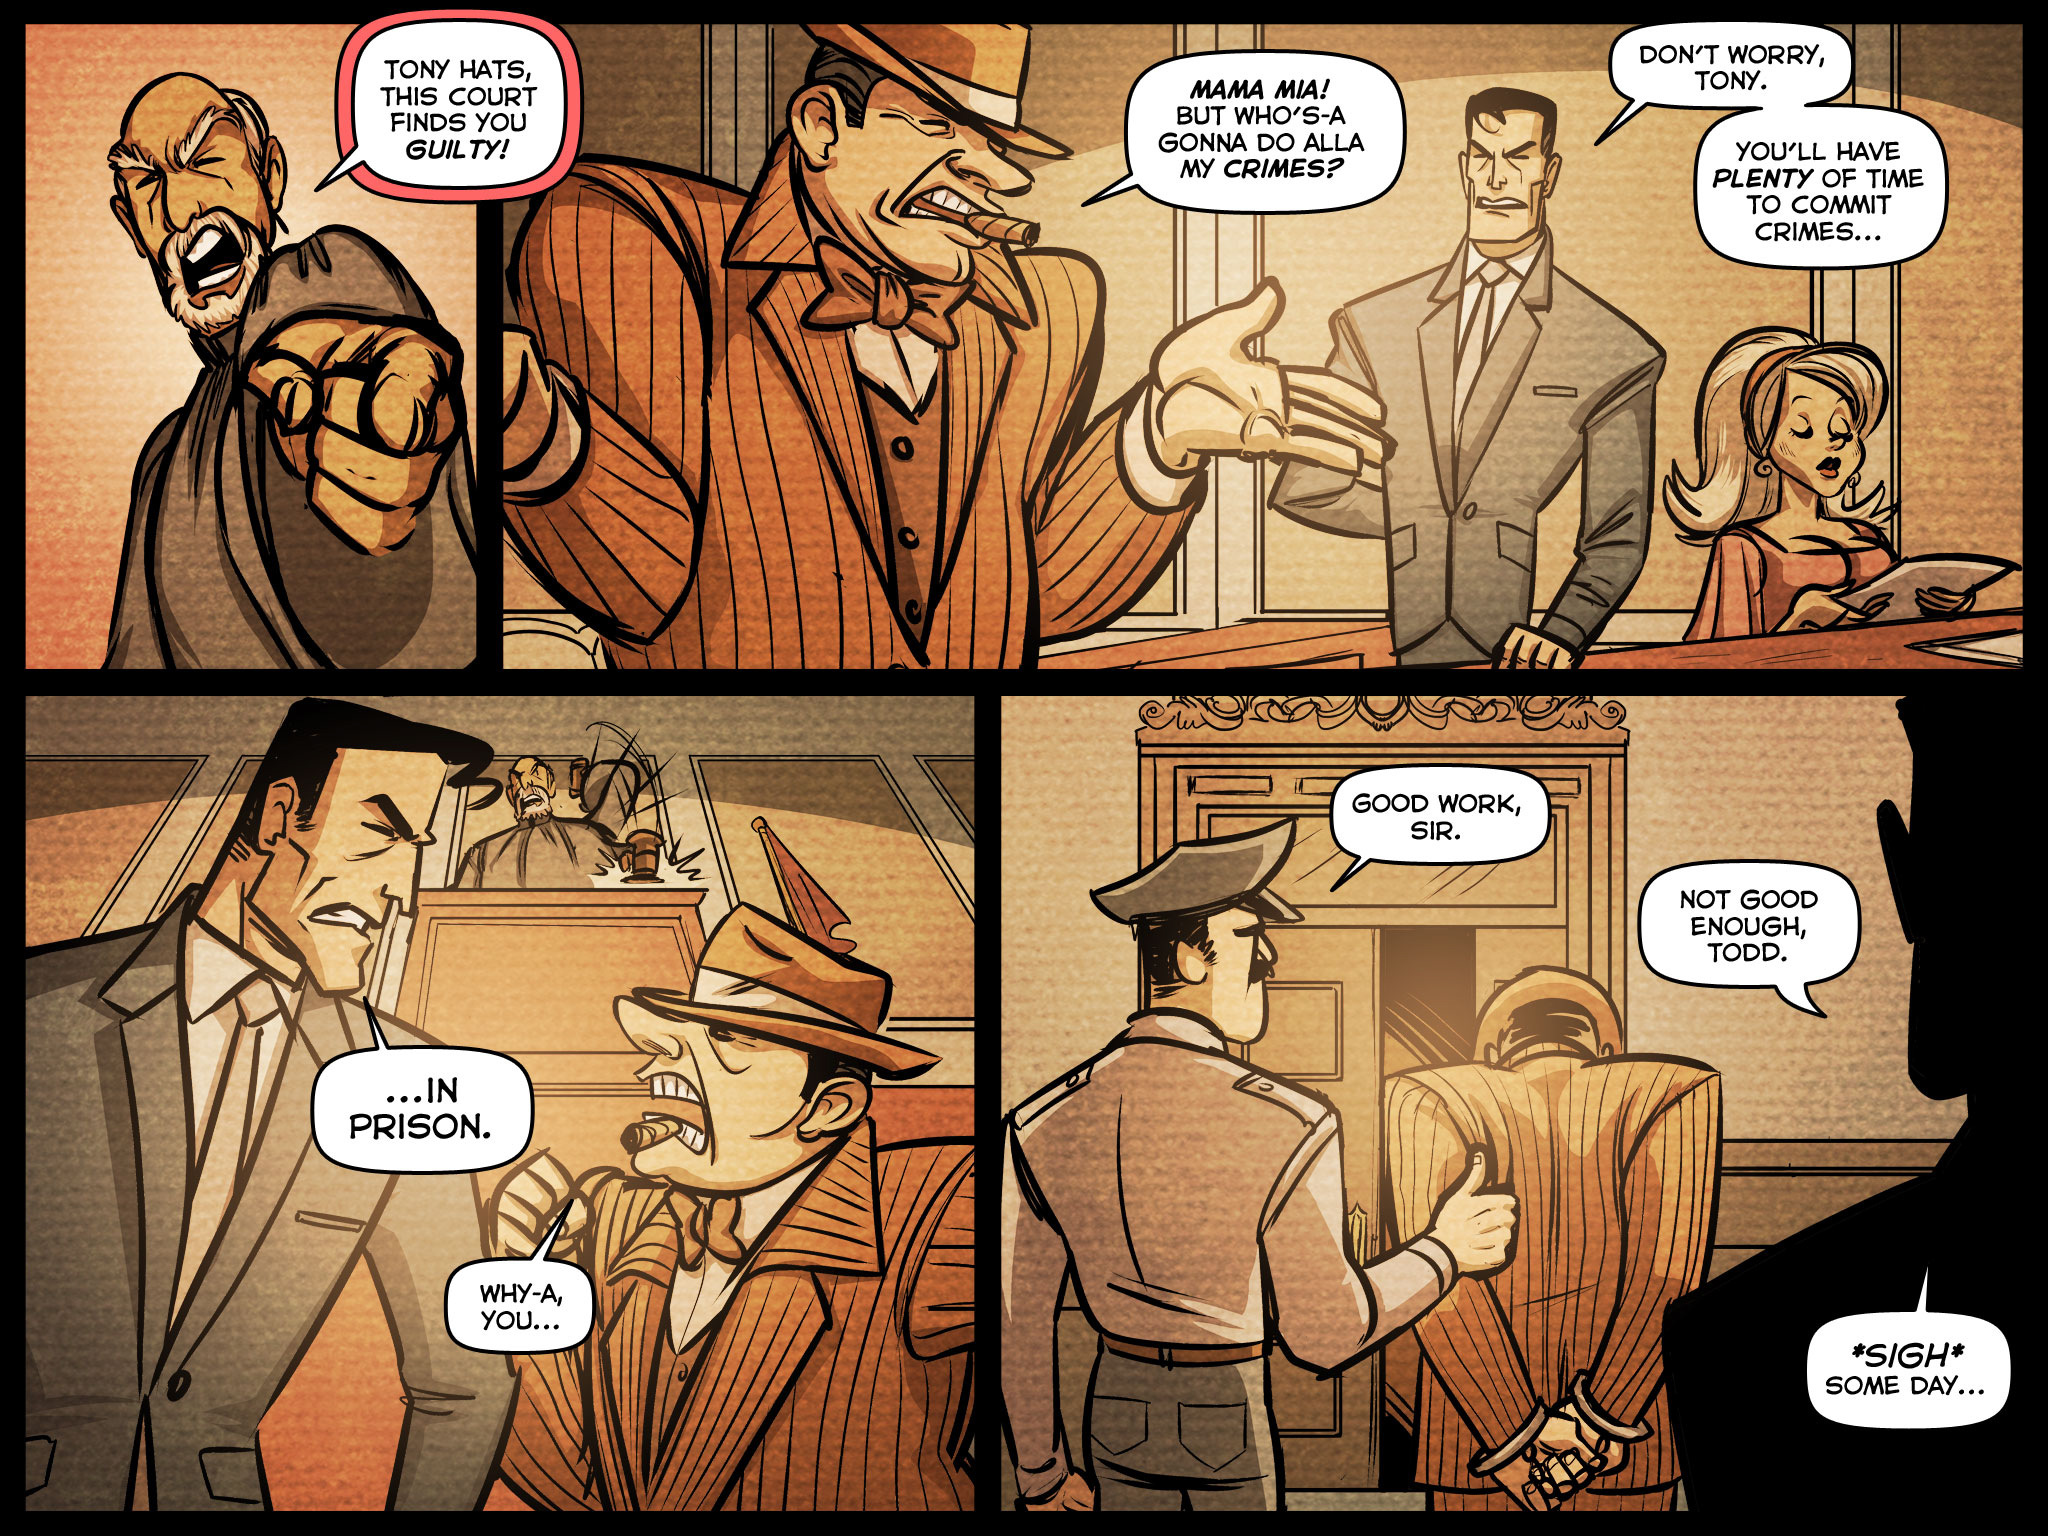 TONY HATS,
THIS COURT
FINDS YOU
GUILTY!
MAMA MIA!
BUT WHO'S-A
GONNA DO ALLA
MY CRIMES?
DON'T WORRY,
TONY.
YOU'LL HAVE
PLENTY OF TIME
TO COMMIT
CRIMES...
...IN
PRISON.
WHY-A,
YOU...
GOOD WORK,
SIR.
NOT GOOD
ENOUGH,
TODD.
*SIGH*
SOME DAY...